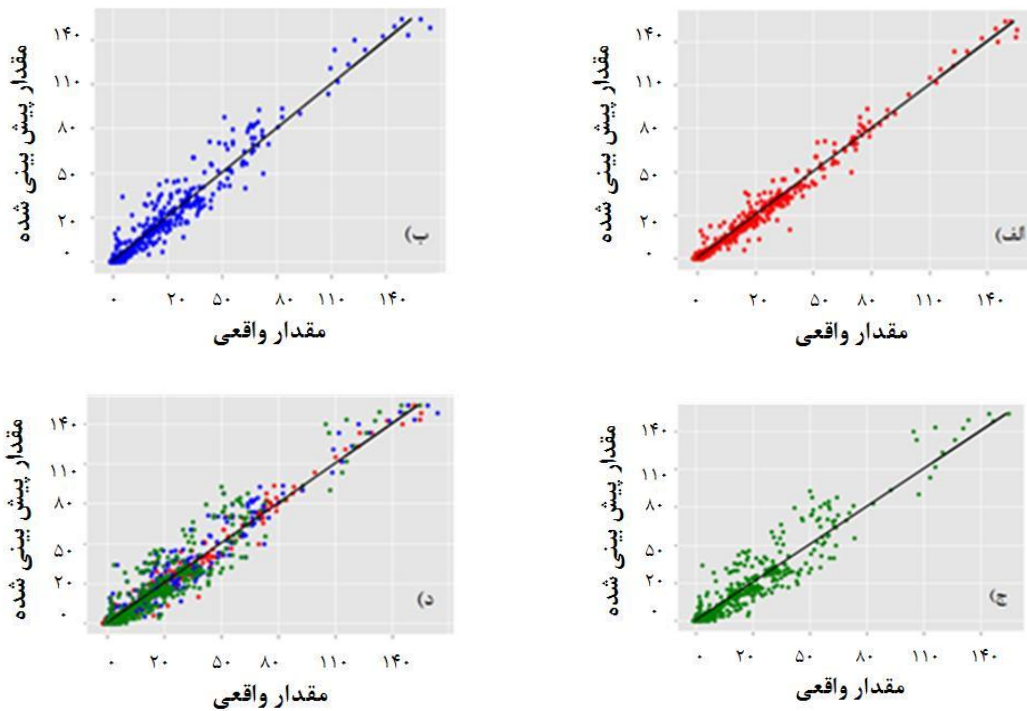 مقدار پیش بینی شده
۱۴۰
۱۱۰
۸۰
۵۰
۲۰
۰
الف)
۰ ۲۰ ۵۰ ۸۰ ۱۱۰ ۱۴۰
مقدار واقعی
مقدار پیش بینی شده
۱۴۰
۱۱۰
۸۰
۵۰
۲۰
۰
ب)
۰ ۲۰ ۵۰ ۸۰ ۱۱۰ ۱۴۰
مقدار واقعی
مقدار پیش بینی شده
۱۴۰
۱۱۰
۸۰
۵۰
۲۰
۰
ج)
۰ ۲۰ ۵۰ ۸۰ ۱۱۰ ۱۴۰
مقدار واقعی
مقدار پیش بینی شده
۱۴۰
۱۱۰
۸۰
۵۰
۲۰
۰
د)
۰ ۲۰ ۵۰ ۸۰ ۱۱۰ ۱۴۰
مقدار واقعی